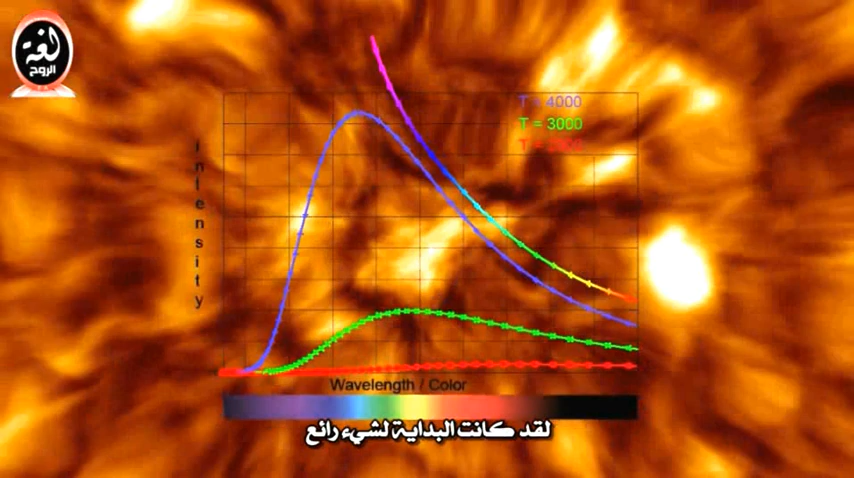 لغة
الروح
T = 4000
T = 3000
Intensity
Wavelength / Color
لقد كانت البداية لشيء رائع